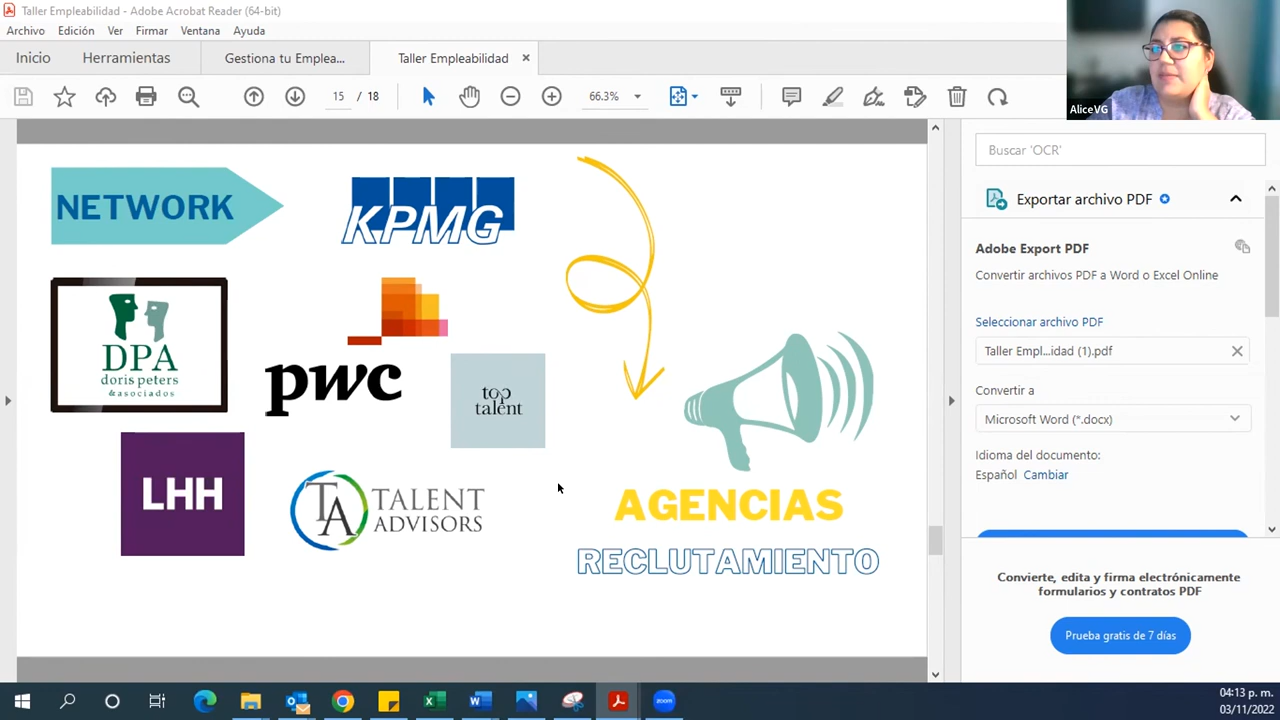 Taller Empleabilidad - Adobe Acrobat Reader (64-bit)
Archivo Edición Ver Firmar Ventana Ayuda
Inicio Herramientas Gestiona tu Emplea... Taller Empleabilidad ×
15 / 18 66.3%
AliceVG
Buscar 'OCR'
Exportar archivo PDF
Adobe Export PDF
Convertir archivos PDF a Word o Excel Online
Seleccionar archivo PDF
Taller Empl...idad (1).pdf
Convertir a
Microsoft Word (*.docx)
Idioma del documento:
Español Cambiar
Convierte, edita y firma electrónicamente
formularios y contratos PDF
Prueba gratis de 7 días
NETWORK
KPMG
DPA
doris peters
& asociados
pwc
top
talent
LHH
TA TALENT
ADVISORS
AGENCIAS
RECLUTAMIENTO
zoom
04:13 p. m.
03/11/2022